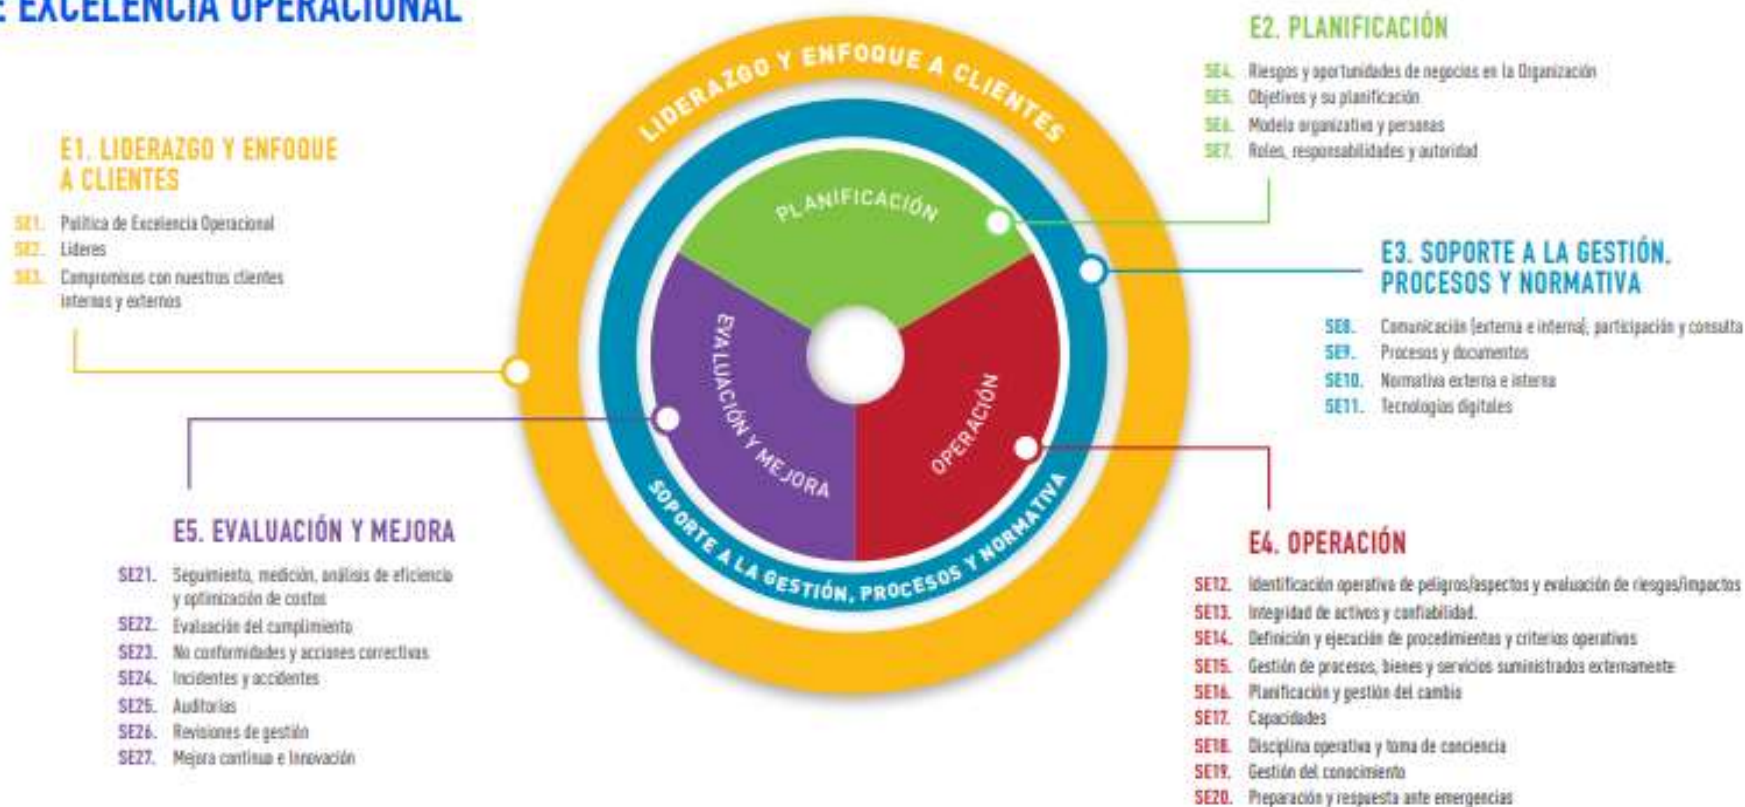 E EXCELENCIA OPERACIONAL
E1. LIDERAZGO Y ENFOQUE
A CLIENTES
SE1. Política de Excelencia Operacional
SE2. Líderes
SE3. Compromisos con nuestros clientes
internos y externos
LIDERAZGO Y ENFOQUE A CLIENTES
PLANIFICACIÓN
EVALUACIÓN Y MEJORA
OPERACIÓN
SOPORTE A LA GESTIÓN, PROCESOS Y NORMATIVA
E2. PLANIFICACIÓN
SE4. Riesgos y oportunidades de negocios en la Organización
SE5. Objetivos y su planificación
SE6. Modelo organizativo y personas
SE7. Roles, responsabilidades y autoridad
E3. SOPORTE A LA GESTIÓN,
PROCESOS Y NORMATIVA
SE8. Comunicación (externa e interna), participación y consulta
SE9. Procesos y documentos
SE10. Normativa externa e interna
SE11. Tecnologías digitales
E4. OPERACIÓN
SE12. Identificación operativa de peligros/aspectos y evaluación de riesgos/impactos
SE13. Integridad de activos y confiabilidad.
SE14. Definición y ejecución de procedimientos y criterios operativos
SE15. Gestión de procesos, bienes y servicios suministrados externamente
SE16. Planificación y gestión del cambio
SE17. Capacidades
SE18. Disciplina operativa y toma de conciencia
SE19. Gestión del conocimiento
SE20. Preparación y respuesta ante emergencias
E5. EVALUACIÓN Y MEJORA
SE21. Seguimiento, medición, análisis de eficiencia
y optimización de costos
SE22. Evaluación del cumplimiento
SE23. No conformidades y acciones correctivas
SE24. Incidentes y accidentes
SE25. Auditorías
SE26. Revisiones de gestión
SE27. Mejora continua e Innovación